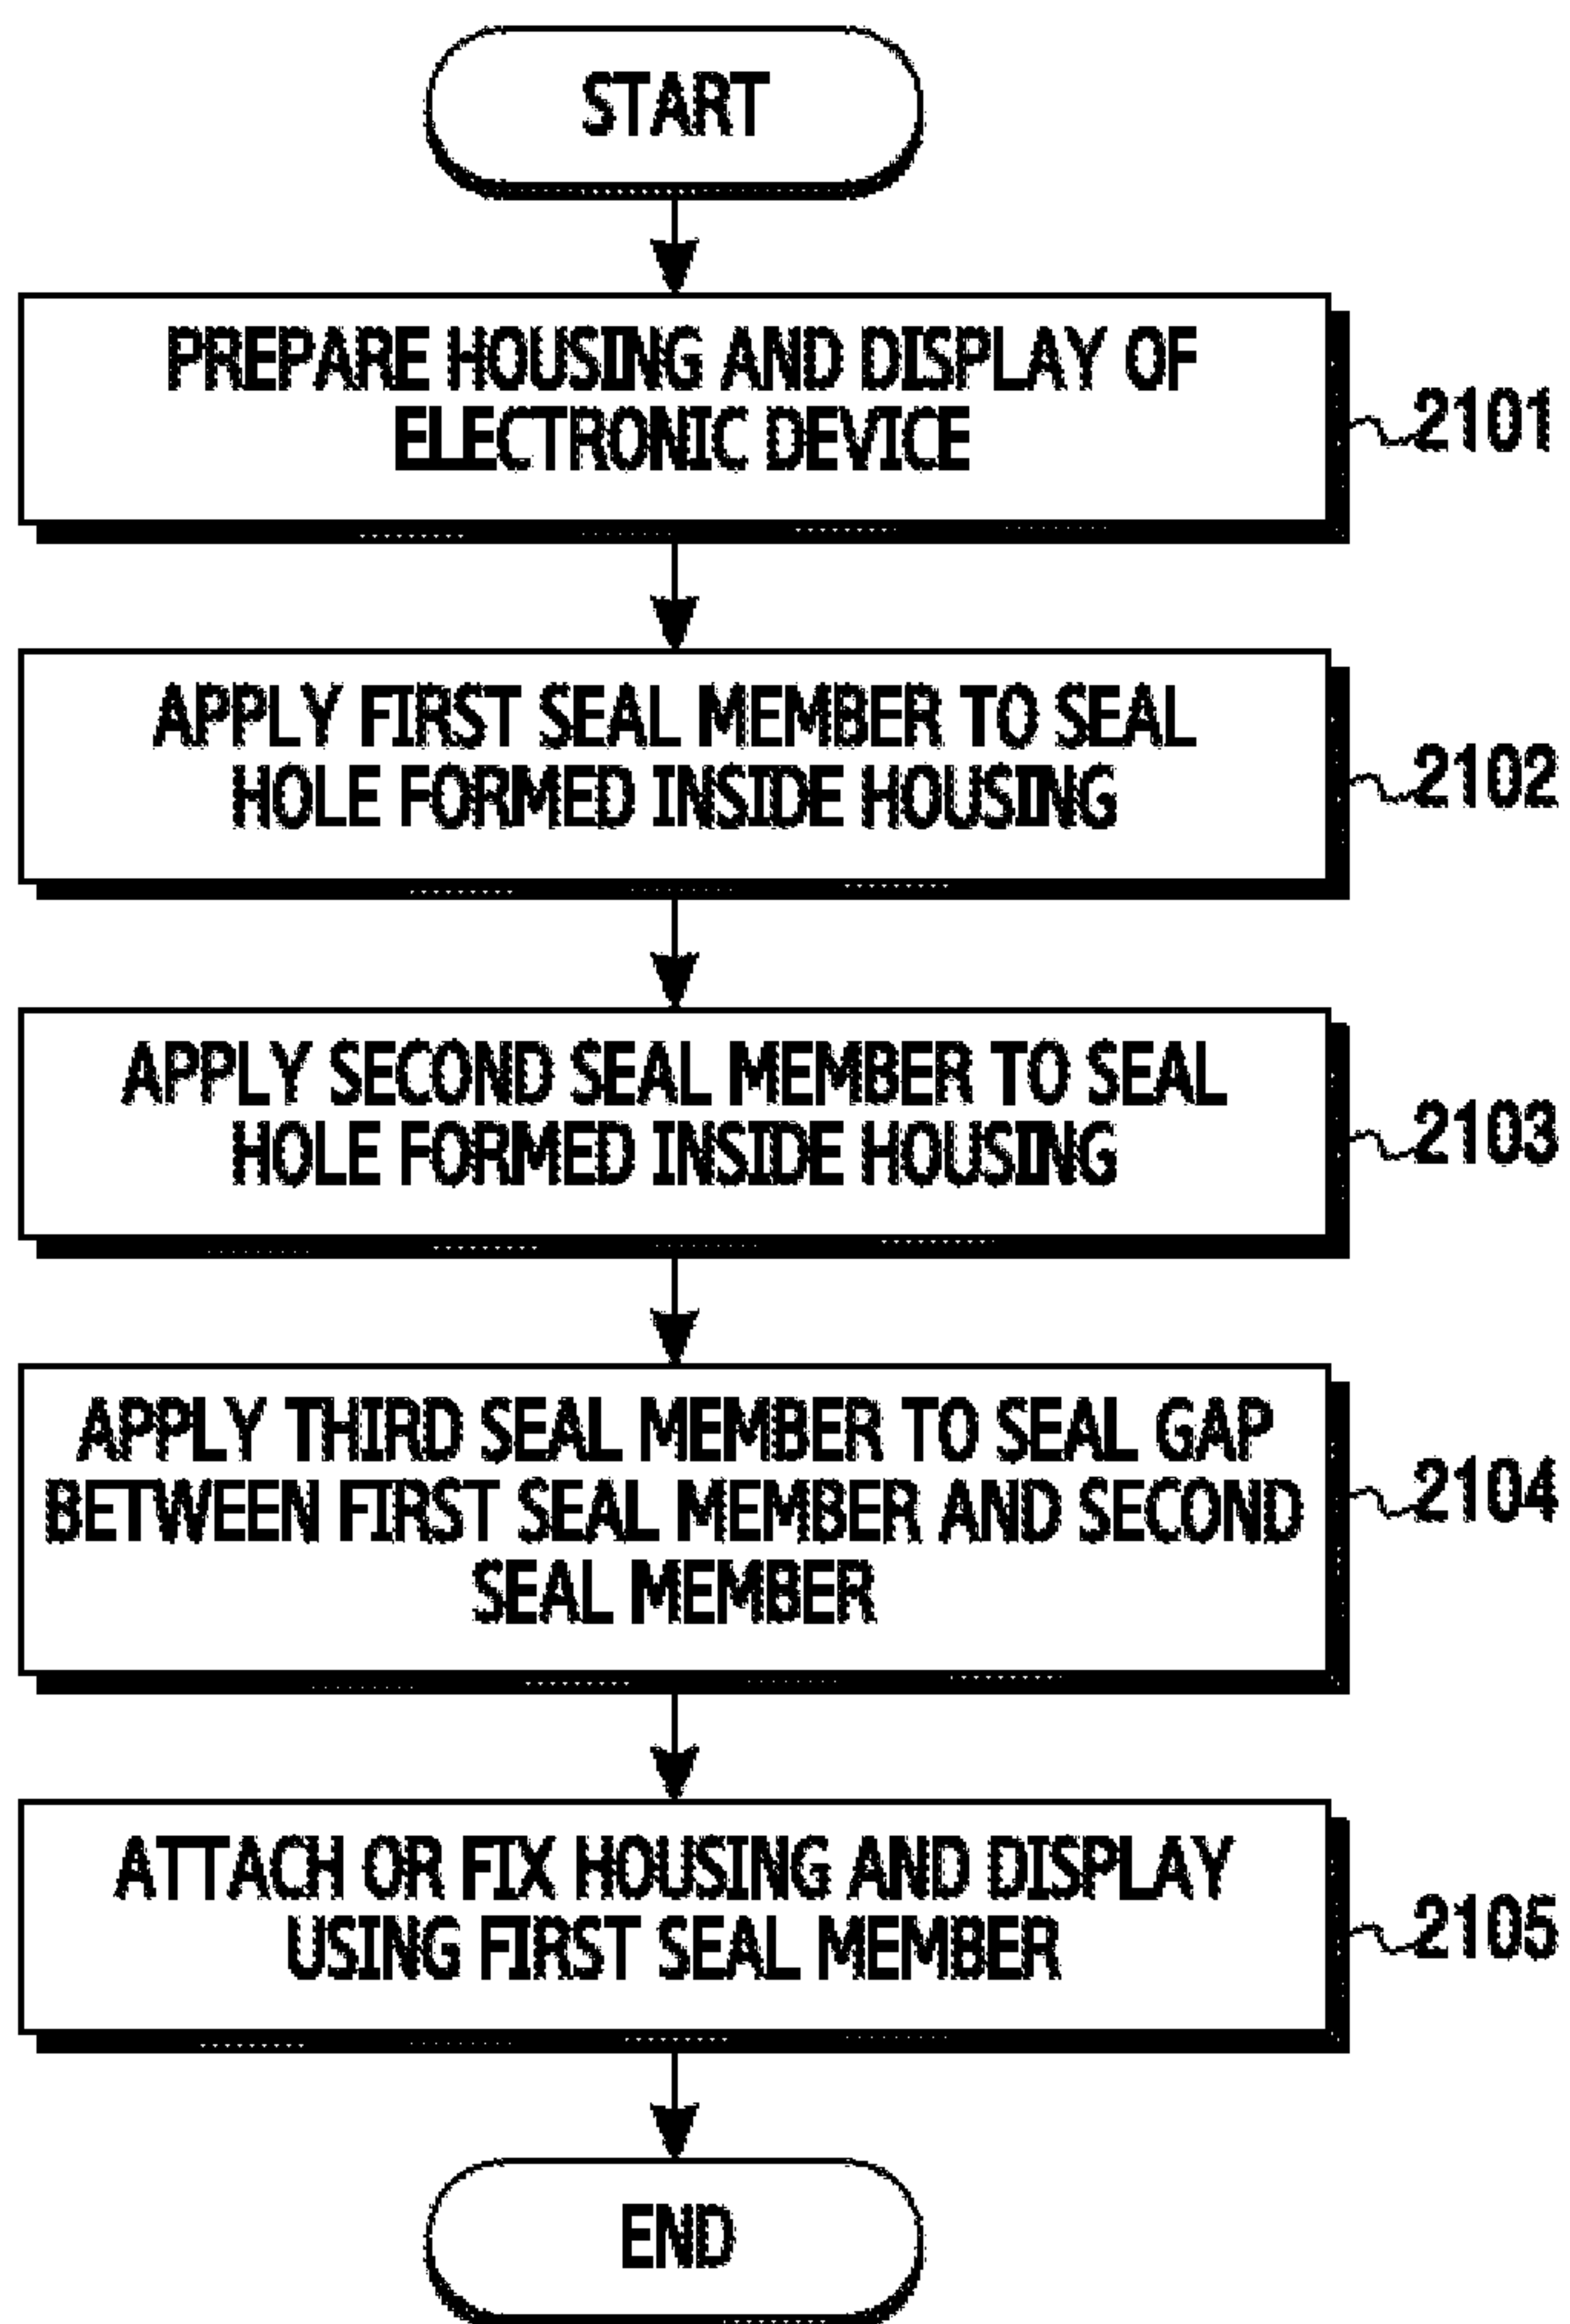 START
PREPARE HOUSING AND DISPLAY OF
ELECTRONIC DEVICE
2101
APPLY FIRST SEAL MEMBER TO SEAL
HOLE FORMED INSIDE HOUSING
2102
APPLY SECOND SEAL MEMBER TO SEAL
HOLE FORMED INSIDE HOUSING
2103
APPLY THIRD SEAL MEMBER TO SEAL GAP
BETWEEN FIRST SEAL MEMBER AND SECOND
SEAL MEMBER
2104
ATTACH OR FIX HOUSING AND DISPLAY
USING FIRST SEAL MEMBER
2105
END